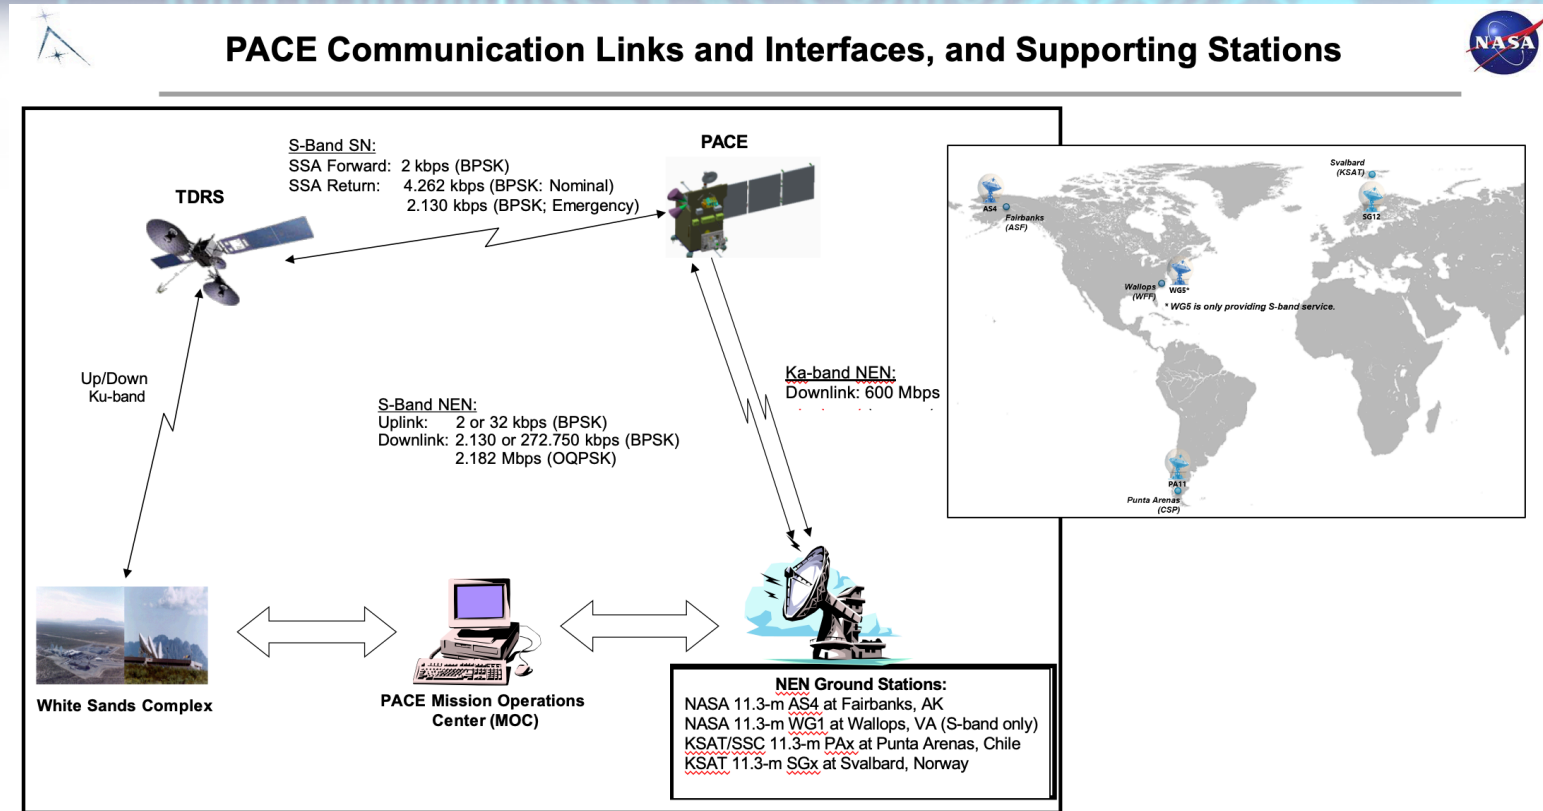 PACE Communication Links and Interfaces, and Supporting Stations
NASA
S-Band SN:
SSA Forward: 2 kbps (BPSK)
SSA Return: 4.262 kbps (BPSK: Nominal)
2.130 kbps (BPSK; Emergency)
PACE
TDRS
Up/Down
Ku-band
S-Band NEN:
Uplink: 2 or 32 kbps (BPSK)
Downlink: 2.130 or 272.750 kbps (BPSK)
2.182 Mbps (OQPSK)
Ka-band NEN:
Downlink: 600 Mbps
White Sands Complex
PACE Mission Operations
Center (MOC)
NEN Ground Stations:
NASA 11.3-m AS4 at Fairbanks, AK
NASA 11.3-m WG1 at Wallops, VA (S-band only)
KSAT/SSC 11.3-m PAx at Punta Arenas, Chile
KSAT 11.3-m SGx at Svalbard, Norway
Svalbard
(KSAT)
SG12
AS4
Fairbanks
(ASF)
Wallops
(WFF)
WG5*
* WG5 is only providing S-band service.
PA11
Punta Arenas
(CSP)